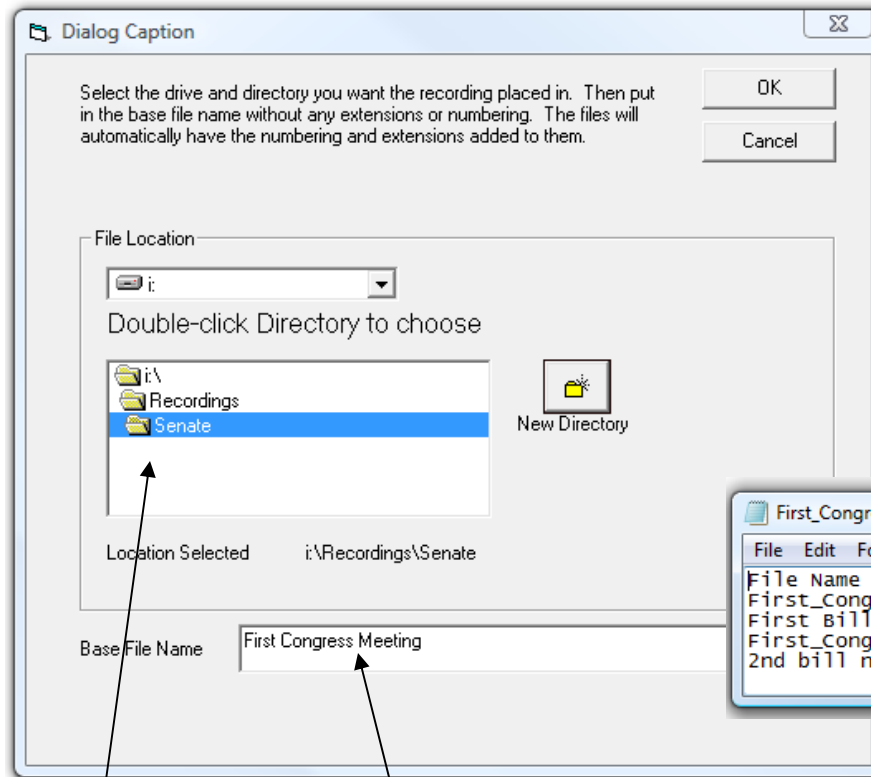 Dialog Caption
Select the drive and directory you want the recording placed in. Then put
in the base file name without any extensions or numbering. The files will
automatically have the numbering and extensions added to them.
OK
Cancel
File Location
i:
Double-click Directory to choose
i:\
Recordings
Senate
New Directory
Location Selected i:\Recordings\Senate
Base File Name First Congress Meeting
First_Congr
File Edit Fo
File Name
First_Cong
First Bill
First_Cong
2nd bill n